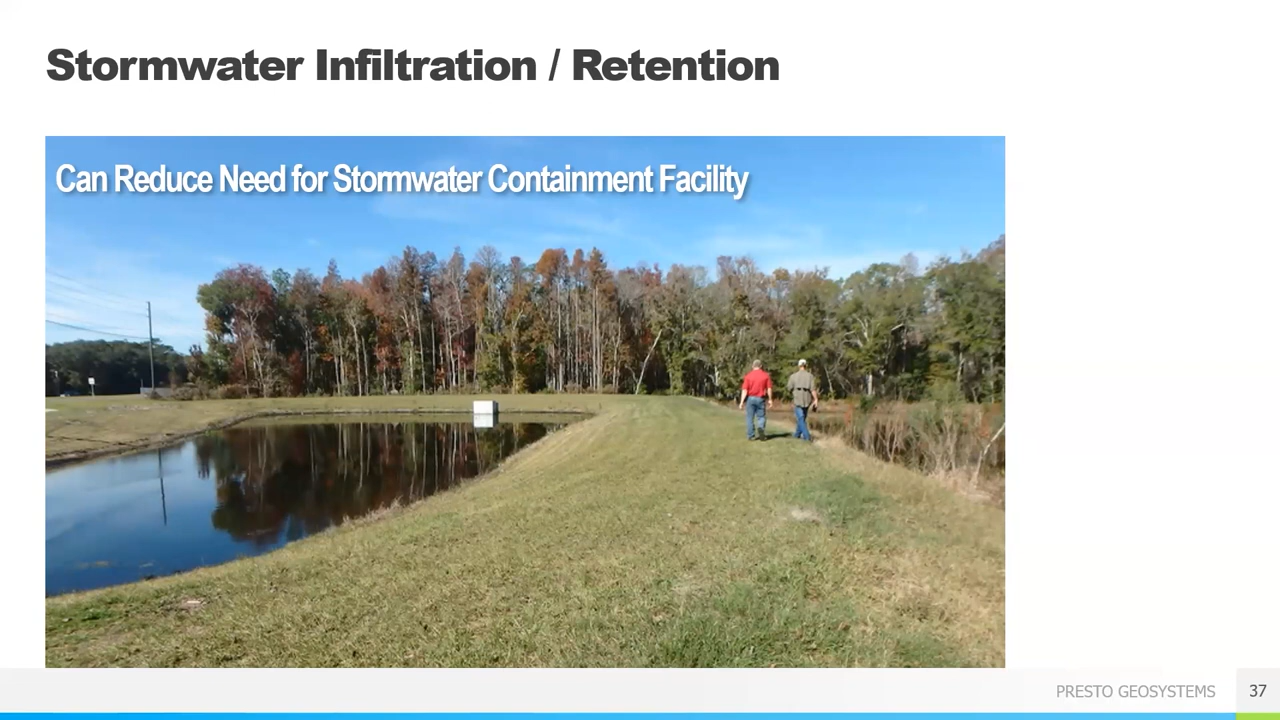 Stormwater Infiltration / Retention
Can Reduce Need for Stormwater Containment Facility
PRESTO GEOSYSTEMS
37